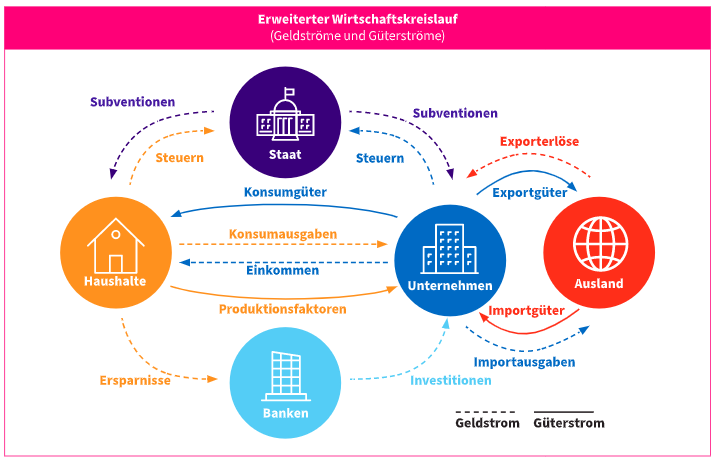 Erweiterter Wirtschaftskreislauf
(Geldströme und Güterströme)
Subventionen
Subventionen
Steuern
Staat
Steuern
Exporterlöse
Konsumgüter
Exportgüter
Konsumausgaben
Einkommen
Haushalte
Unternehmen
Ausland
Produktionsfaktoren
Importgüter
Importausgaben
Ersparnisse
Investitionen
Banken
Geldstrom
Güterstrom